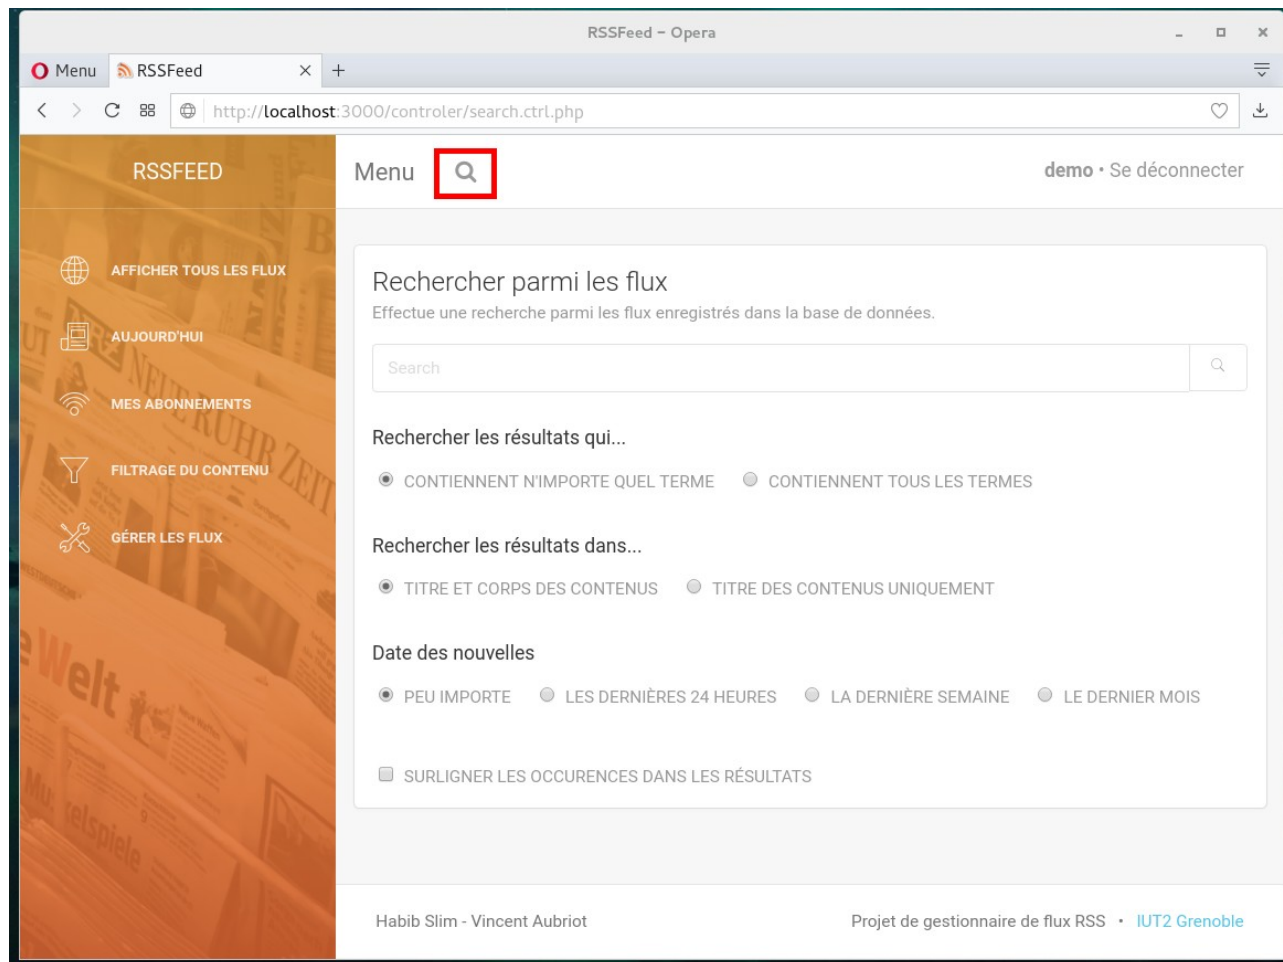 RSSFeed – Opera
Menu RSSFeed
http://localhost:3000/controler/search.ctrl.php
RSSFEED
Menu
demo • Se déconnecter
AFFICHER TOUS LES FLUX
AUJOURD'HUI
MES ABONNEMENTS
FILTRAGE DU CONTENU
GÉRER LES FLUX
NEUE RUHR ZEIT
e Welt
Rechercher parmi les flux
Effectue une recherche parmi les flux enregistrés dans la base de données.
Search
Rechercher les résultats qui...
CONTIENNENT N'IMPORTE QUEL TERME CONTIENNENT TOUS LES TERMES
Rechercher les résultats dans...
TITRE ET CORPS DES CONTENUS TITRE DES CONTENUS UNIQUEMENT
Date des nouvelles
PEU IMPORTE LES DERNIÈRES 24 HEURES LA DERNIÈRE SEMAINE LE DERNIER MOIS
SURLIGNER LES OCCURENCES DANS LES RÉSULTATS
Habib Slim - Vincent Aubriot
Projet de gestionnaire de flux RSS • IUT2 Grenoble